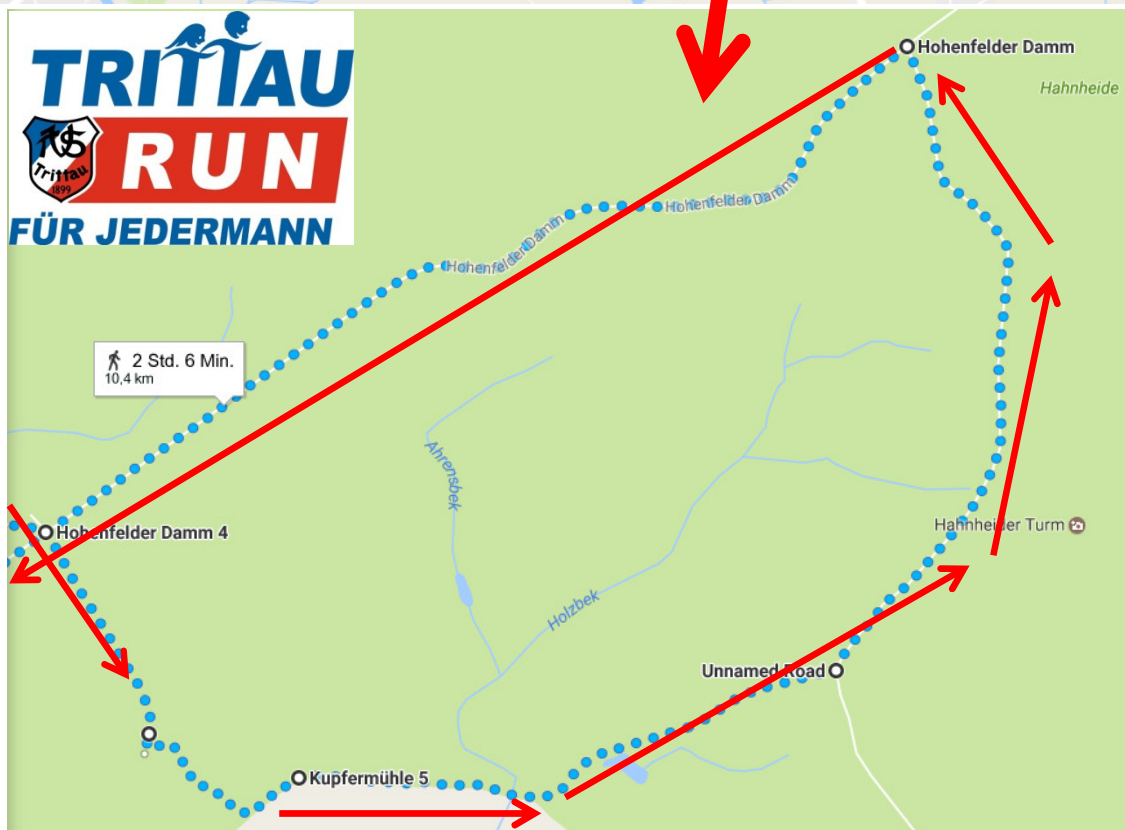 TRITTAU
RUN
TSV
Trittau
1899
FÜR JEDERMANN
Hohenfelder Damm
Hahnheide
Hohenfelder Damm
Hohenfelder Damm
2 Std. 6 Min.
10,4 km
Ahrensbek
Hohenfelder Damm 4
Hahnheider Turm
Holzbek
Unnamed Road
Kupfermühle 5